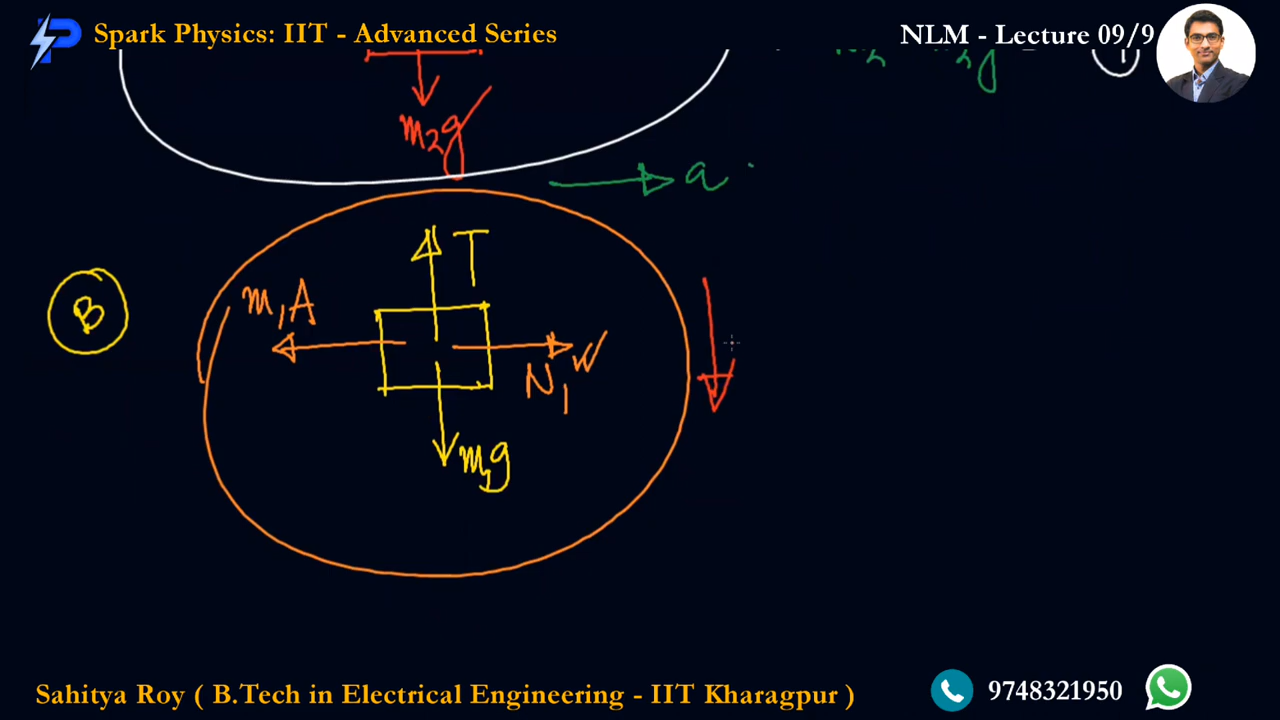 Spark Physics: IIT - Advanced Series
NLM - Lecture 09/9
m2g
a
B
T
m1A
N1
m1g
Sahitya Roy ( B.Tech in Electrical Engineering - IIT Kharagpur )
9748321950